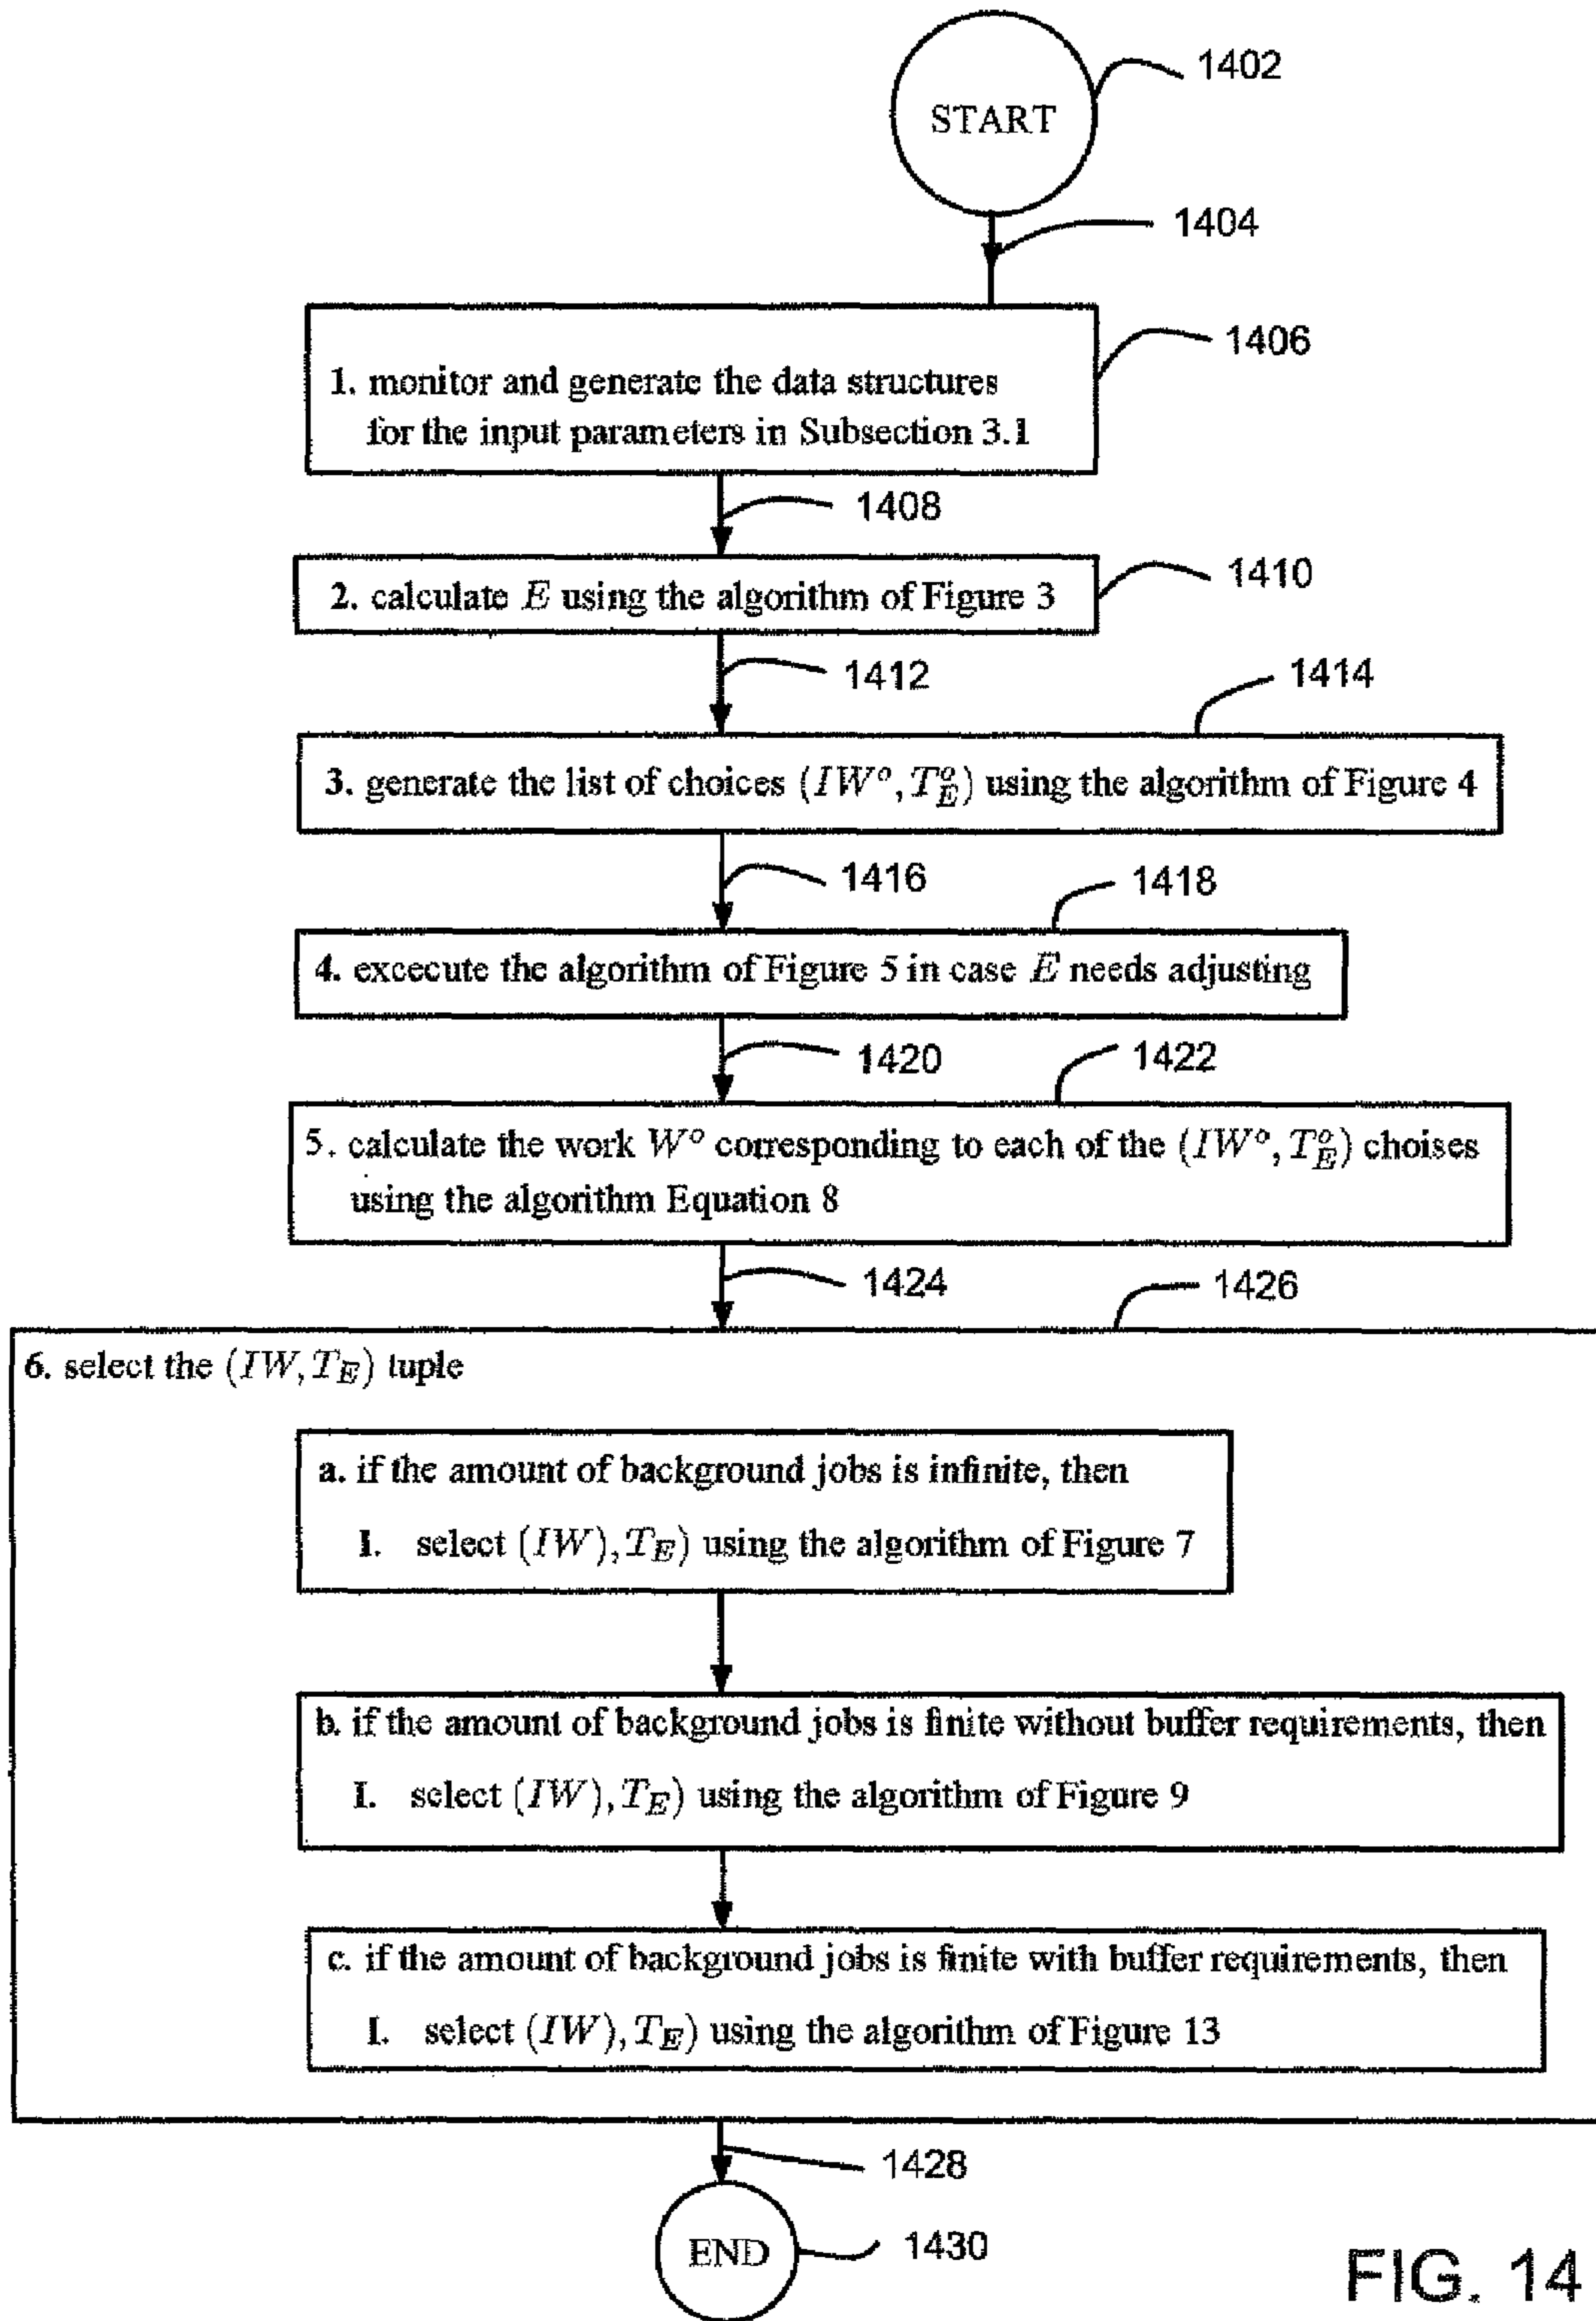 1402
START
1404
1406
1. monitor and generate the data structures
for the input parameters in Subsection 3.1
1408
1410
2. calculate E using the algorithm of Figure 3
1412
1414
3. generate the list of choices (IW^o, T_E^o) using the algorithm of Figure 4
1416
1418
4. excecute the algorithm of Figure 5 in case E needs adjusting
1420
1422
5. calculate the work W^o corresponding to each of the (IW^o, T_E^o) choises
using the algorithm Equation 8
1424
1426
6. select the (IW, T_E) tuple
a. if the amount of background jobs is infinite, then
I. select (IW), T_E) using the algorithm of Figure 7
b. if the amount of background jobs is finite without buffer requirements, then
I. select (IW), T_E) using the algorithm of Figure 9
c. if the amount of background jobs is finite with buffer requirements, then
I. select (IW), T_E) using the algorithm of Figure 13
1428
END
1430
FIG. 14